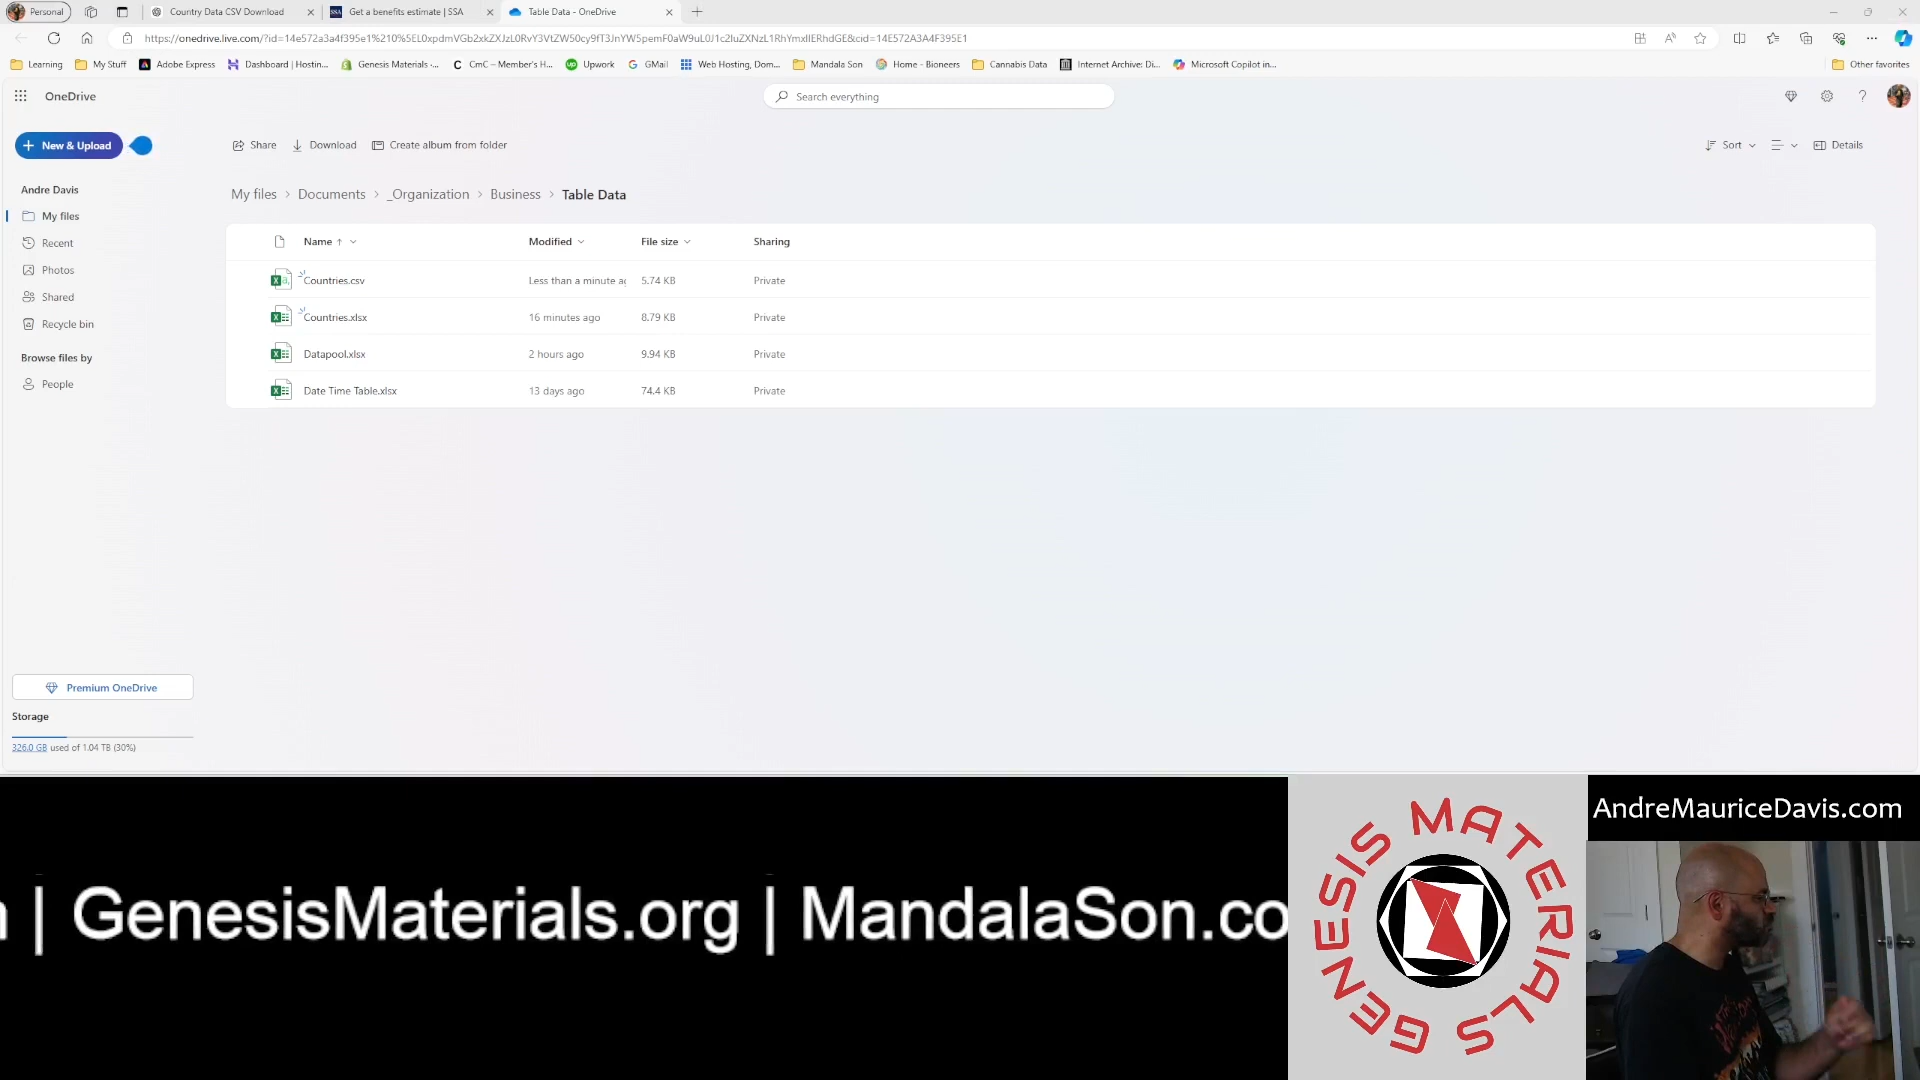 Personal
Country Data CSV Download
Get a benefits estimate | SSA
Table Data - OneDrive
https://onedrive.live.com/?id=14e572a3a4f395e1%210%5EL0xpdmVGb2xkZXJzL0RvY3VtZW50cy9fT3JnYW5pemF0aW9uL0J1c2luZXNzL1RhYmxlIERhdGE&cid=14E572A3A4F395E1
Learning
My Stuff
Adobe Express
Dashboard | Hostin...
Genesis Materials -...
CmC – Member's H...
Upwork
GMail
Web Hosting, Dom...
Mandala Son
Home - Bioneers
Cannabis Data
Internet Archive: Di...
Microsoft Copilot in...
Other favorites
OneDrive
Search everything
New & Upload
Share
Download
Create album from folder
Sort
Details
Andre Davis
My files
Recent
Photos
Shared
Recycle bin
Browse files by
People
My files > Documents > _Organization > Business > Table Data
Name Modified File size Sharing
Countries.csv Less than a minute ag 5.74 KB Private
Countries.xlsx 16 minutes ago 8.79 KB Private
Datapool.xlsx 2 hours ago 9.94 KB Private
Date Time Table.xlsx 13 days ago 74.4 KB Private
Premium OneDrive
Storage
326.0 GB used of 1.04 TB (30%)
| GenesisMaterials.org | MandalaSon.co
GENESIS MATERIALS
AndreMauriceDavis.com